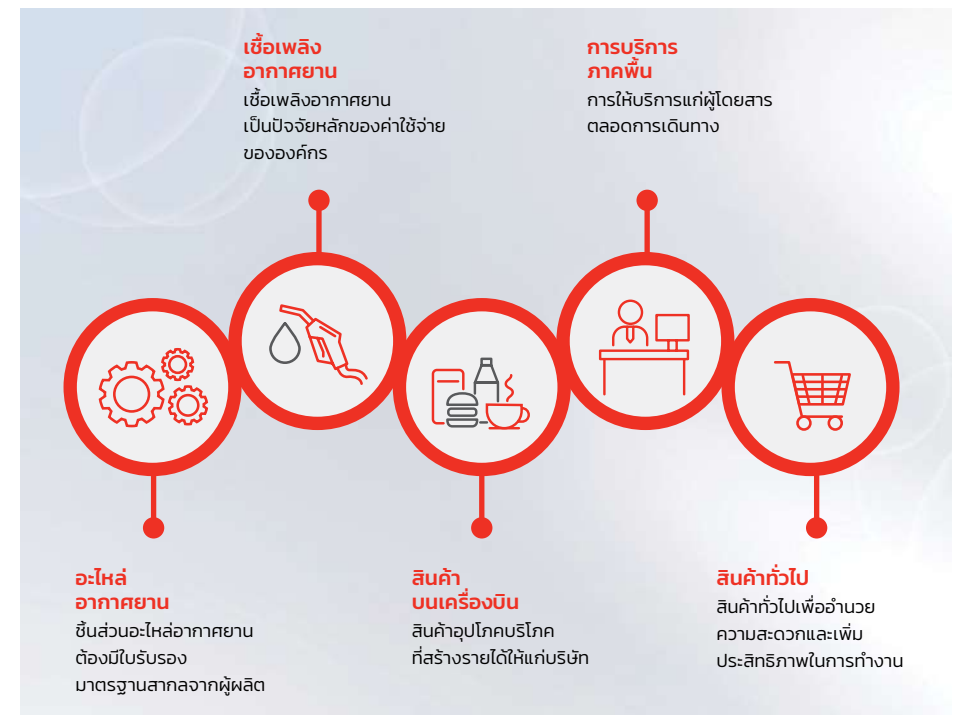 เชื้อเพลิง
อากาศยาน
เชื้อเพลิงอากาศยาน
เป็นปัจจัยหลักของค่าใช้จ่าย
ขององค์กร
การบริการ
ภาคพื้น
การให้บริการแก่ผู้โดยสาร
ตลอดการเดินทาง
อะไหล่
อากาศยาน
ชิ้นส่วนอะไหล่อากาศยาน
ต้องมีใบรับรอง
มาตรฐานสากลจากผู้ผลิต
สินค้า
บนเครื่องบิน
สินค้าอุปโภคบริโภค
ที่สร้างรายได้ให้แก่บริษัท
สินค้าทั่วไป
สินค้าทั่วไปเพื่ออำนวย
ความสะดวกและเพิ่ม
ประสิทธิภาพในการทำงาน